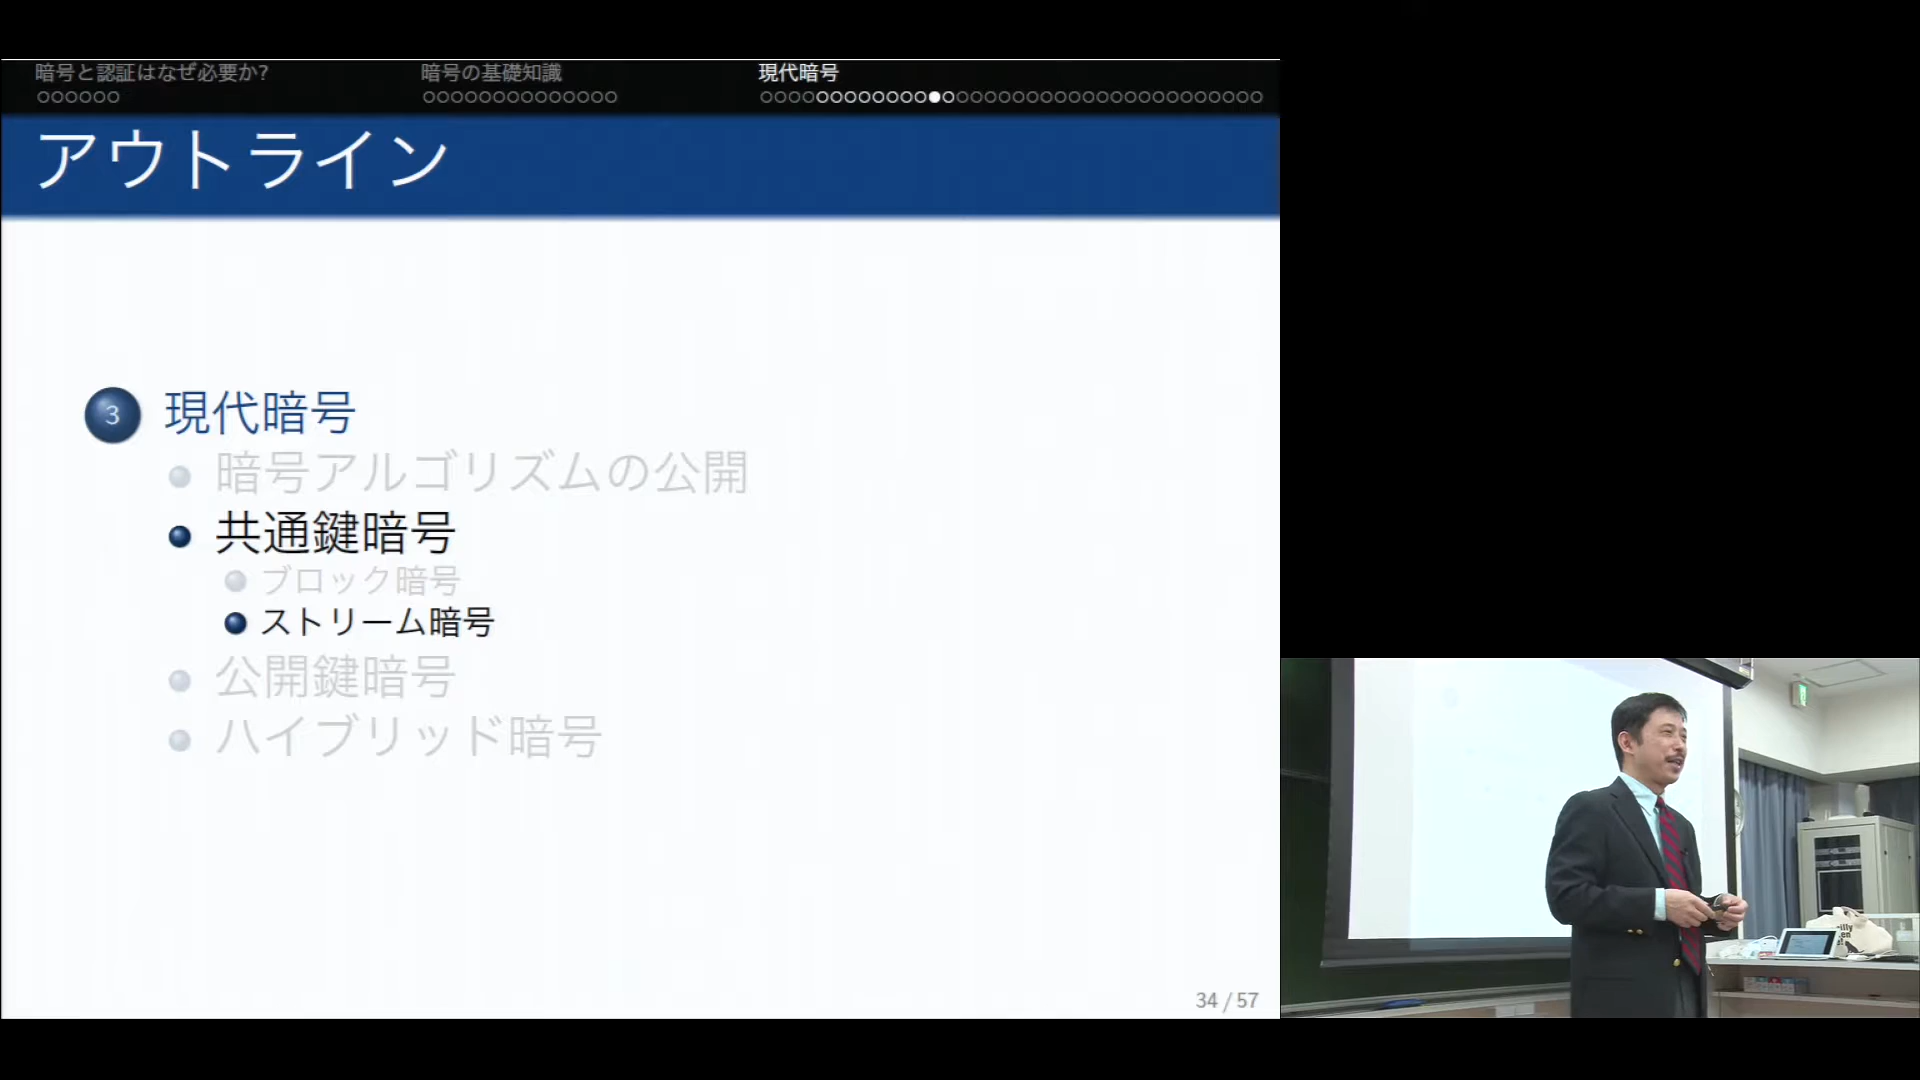 暗号と認証はなぜ必要か?
暗号の基礎知識
現代暗号
アウトライン
3 現代暗号
暗号アルゴリズムの公開
共通鍵暗号
ブロック暗号
ストリーム暗号
公開鍵暗号
ハイブリッド暗号
34 / 57